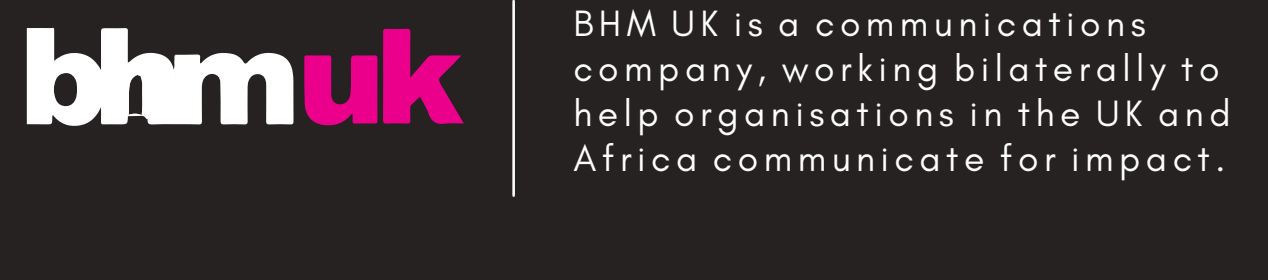 bhmuk
BHM UK is a communications
company, working bilaterally to
help organisations in the UK and
Africa communicate for impact.